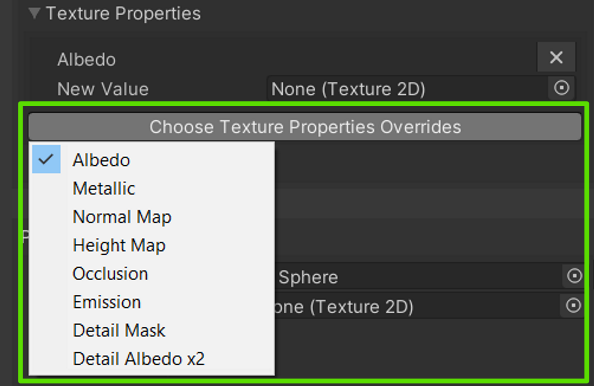 Texture Properties
Albedo
New Value None (Texture 2D)
Choose Texture Properties Overrides
Albedo
Metallic
Normal Map
Height Map
Occlusion Sphere
Emission (Texture 2D)
Detail Mask
Detail Albedo x2